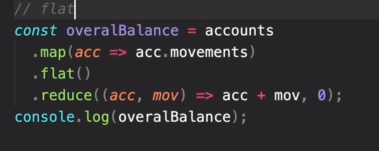 // flat
const overalBalance = accounts
  .map(acc => acc.movements)
  .flat()
  .reduce((acc, mov) => acc + mov, 0);
console.log(overalBalance);